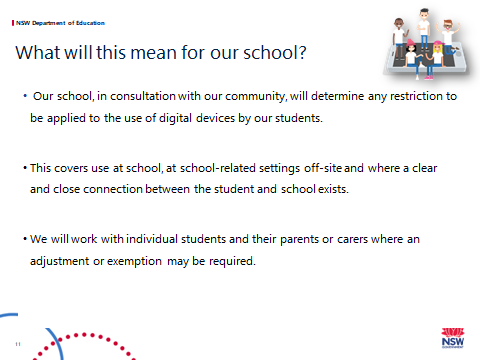 NSW Department of Education
What will this mean for our school?
• Our school, in consultation with our community, will determine any restriction to
be applied to the use of digital devices by our students.
• This covers use at school, at school-related settings off-site and where a clear
and close connection between the student and school exists.
• We will work with individual students and their parents or carers where an
adjustment or exemption may be required.
11
NSW